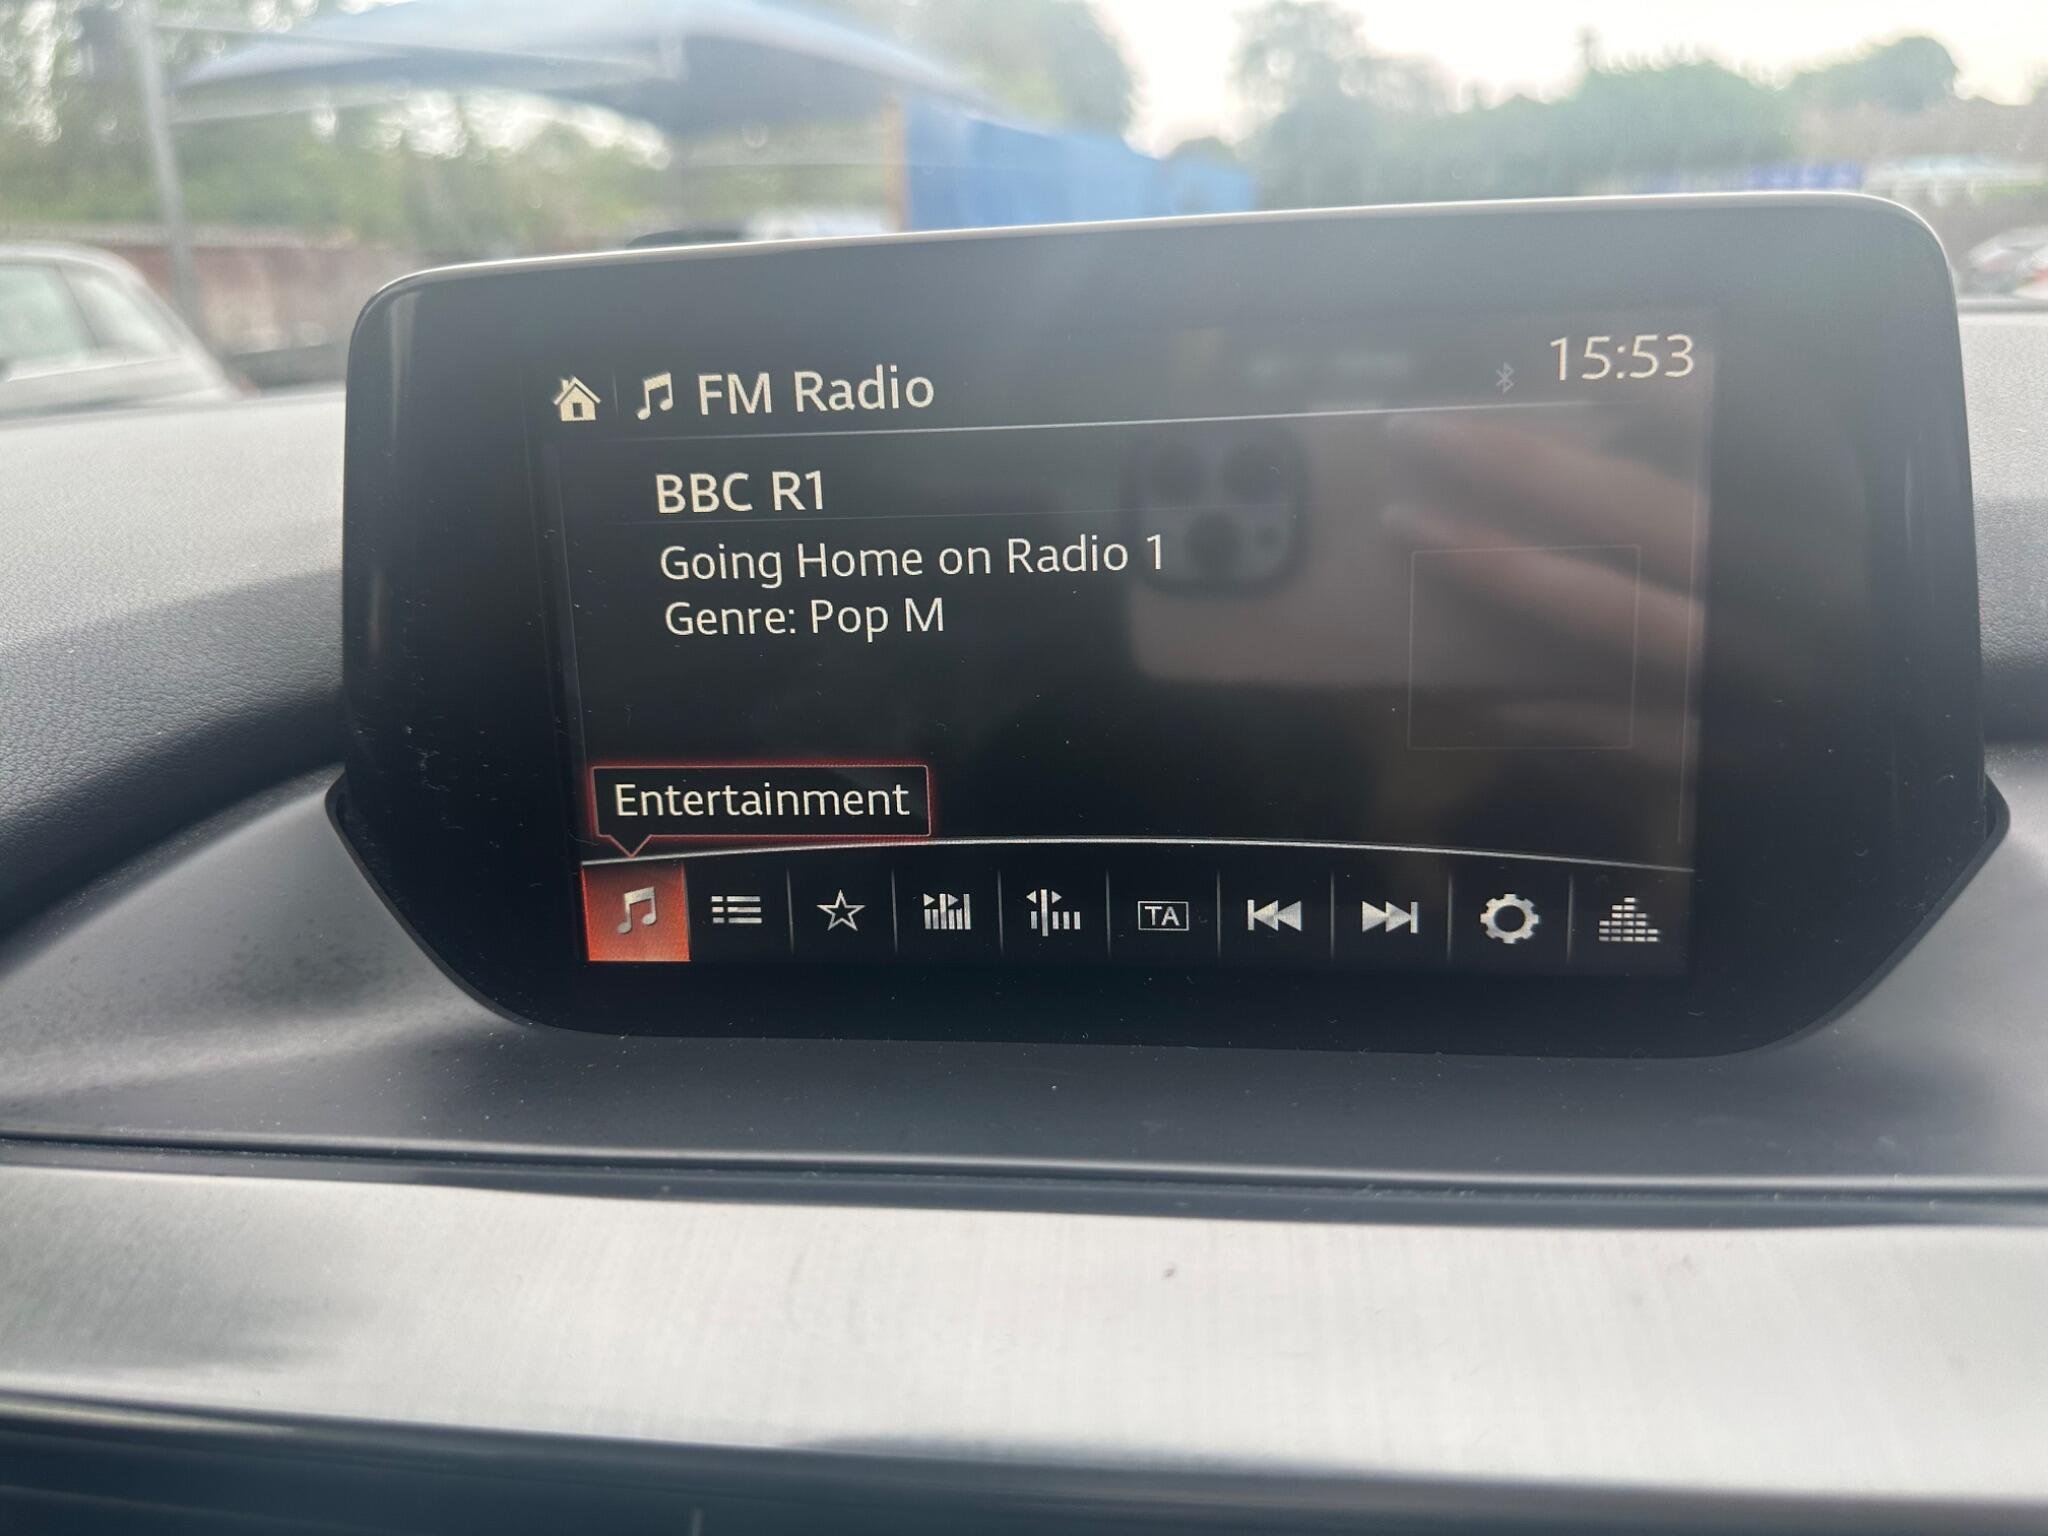 FM Radio
15:53
BBC R1
Going Home on Radio 1
Genre: Pop M
Entertainment
TA